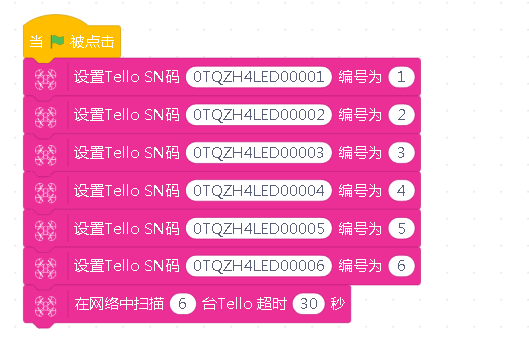 当 被点击
设置Tello SN码 0TQZH4LED00001 编号为 1
设置Tello SN码 0TQZH4LED00002 编号为 2
设置Tello SN码 0TQZH4LED00003 编号为 3
设置Tello SN码 0TQZH4LED00004 编号为 4
设置Tello SN码 0TQZH4LED00005 编号为 5
设置Tello SN码 0TQZH4LED00006 编号为 6
在网络中扫描 6 台Tello 超时 30 秒